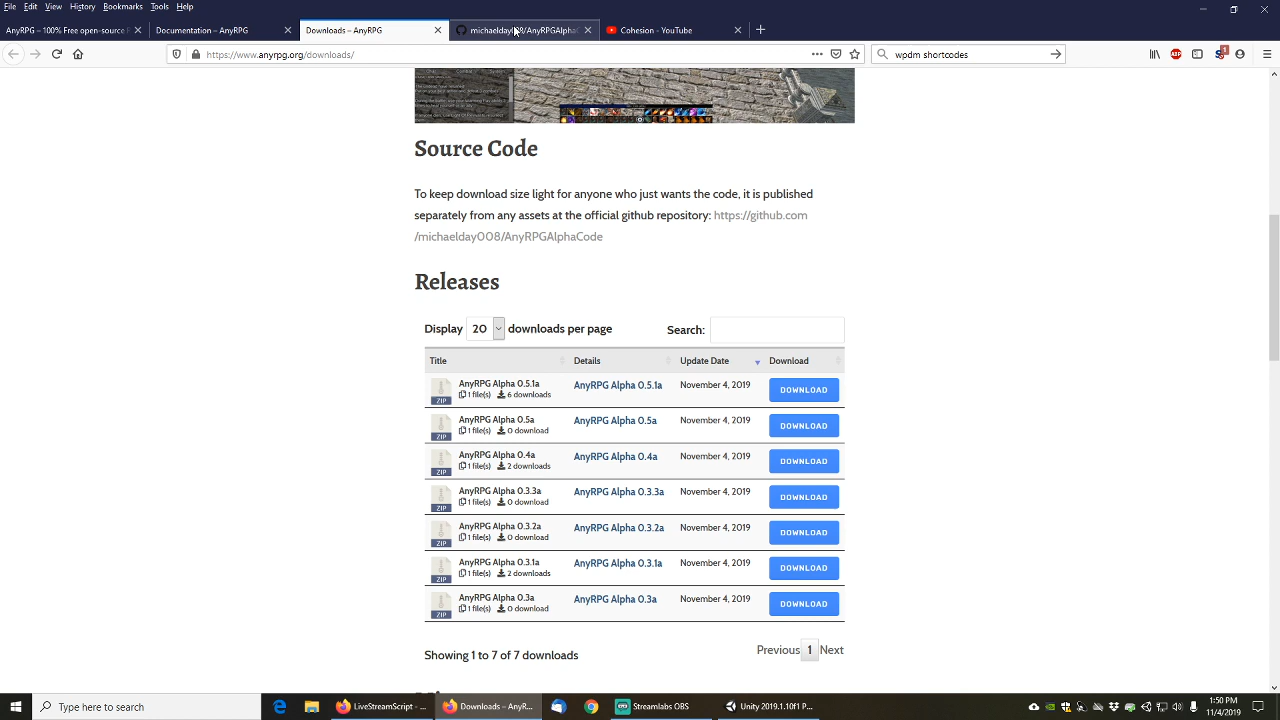 File Edit View History Bookmarks Tools Help
AnyRPG – 100% Free open-source R
Documentation – AnyRPG
Downloads – AnyRPG
michaelday008/AnyRPGAlphaC
Cohesion - YouTube
https://www.anyrpg.org/downloads/
wpdm shortcodes
1
Source Code
To keep download size light for anyone who just wants the code, it is published
separately from any assets at the official github repository: https://github.com
/michaelday008/AnyRPGAlphaCode
Releases
Display 20 downloads per page Search:
Title Details Update Date Download
AnyRPG Alpha 0.5.1a AnyRPG Alpha 0.5.1a November 4, 2019 DOWNLOAD
ZIP 1 file(s) 6 downloads
AnyRPG Alpha 0.5a AnyRPG Alpha 0.5a November 4, 2019 DOWNLOAD
ZIP 1 file(s) 0 download
AnyRPG Alpha 0.4a AnyRPG Alpha 0.4a November 4, 2019 DOWNLOAD
ZIP 1 file(s) 2 downloads
AnyRPG Alpha 0.3.3a AnyRPG Alpha 0.3.3a November 4, 2019 DOWNLOAD
ZIP 1 file(s) 0 download
AnyRPG Alpha 0.3.2a AnyRPG Alpha 0.3.2a November 4, 2019 DOWNLOAD
ZIP 1 file(s) 0 download
AnyRPG Alpha 0.3.1a AnyRPG Alpha 0.3.1a November 4, 2019 DOWNLOAD
ZIP 1 file(s) 2 downloads
AnyRPG Alpha 0.3a AnyRPG Alpha 0.3a November 4, 2019 DOWNLOAD
ZIP 1 file(s) 0 download
Showing 1 to 7 of 7 downloads Previous 1 Next
Type here to search
LiveStreamScript - ...
Downloads – AnyR...
Streamlabs OBS
Unity 2019.1.10f1 P...
1:50 PM
11/4/2019